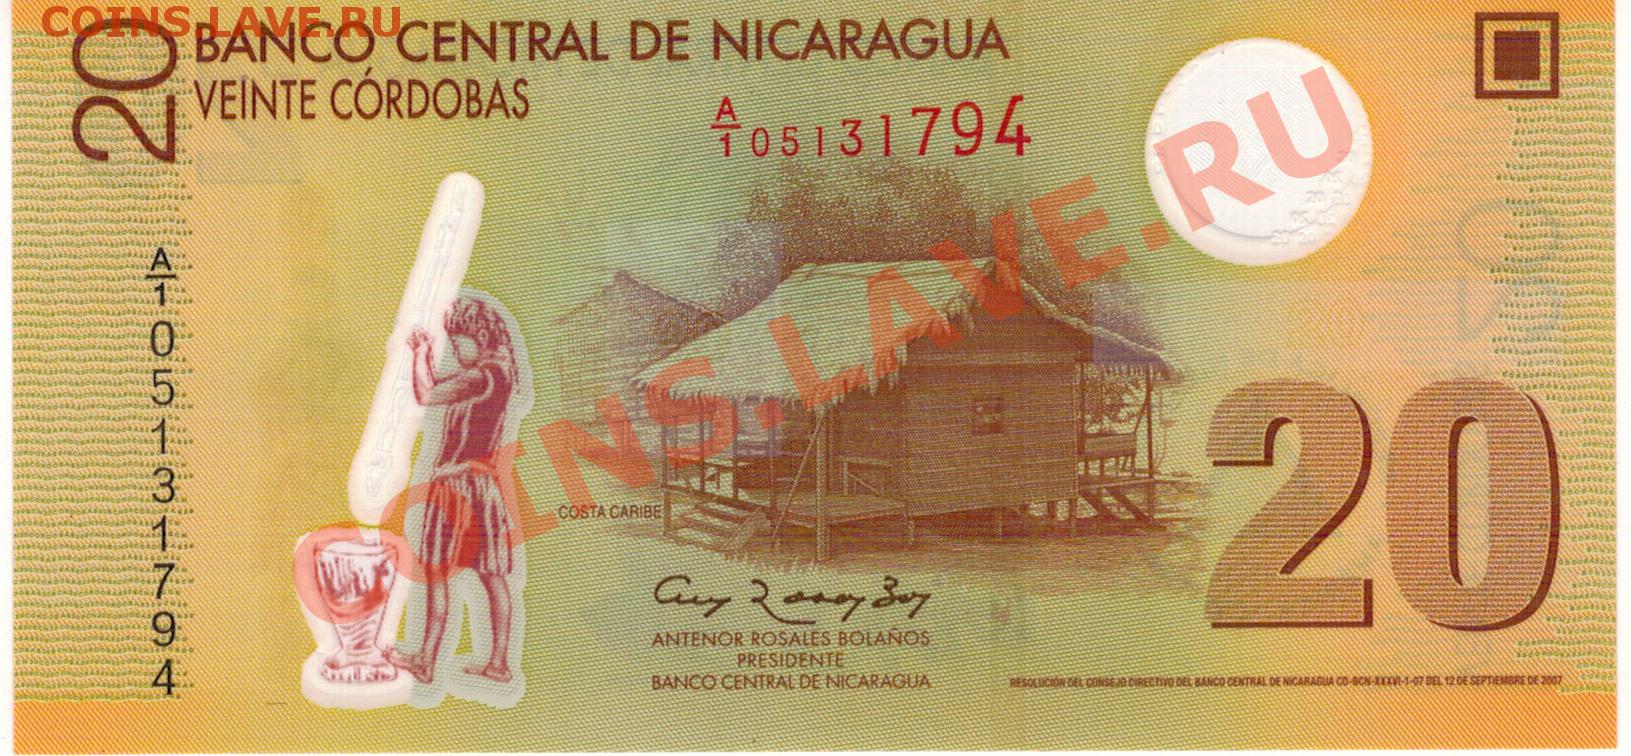 COINS.LAVE.RU
20
BANCO CENTRAL DE NICARAGUA
VEINTE CÓRDOBAS
A/1 05131794
A/1 05131794
COINS.LAVE.RU
COSTA CARIBE
20
ANTENOR ROSALES BOLAÑOS
PRESIDENTE
BANCO CENTRAL DE NICARAGUA
RESOLUCIÓN DEL CONSEJO DIRECTIVO DEL BANCO CENTRAL DE NICARAGUA CD-BCN-XXXVI-1-07 DEL 12 DE SEPTIEMBRE DE 2007